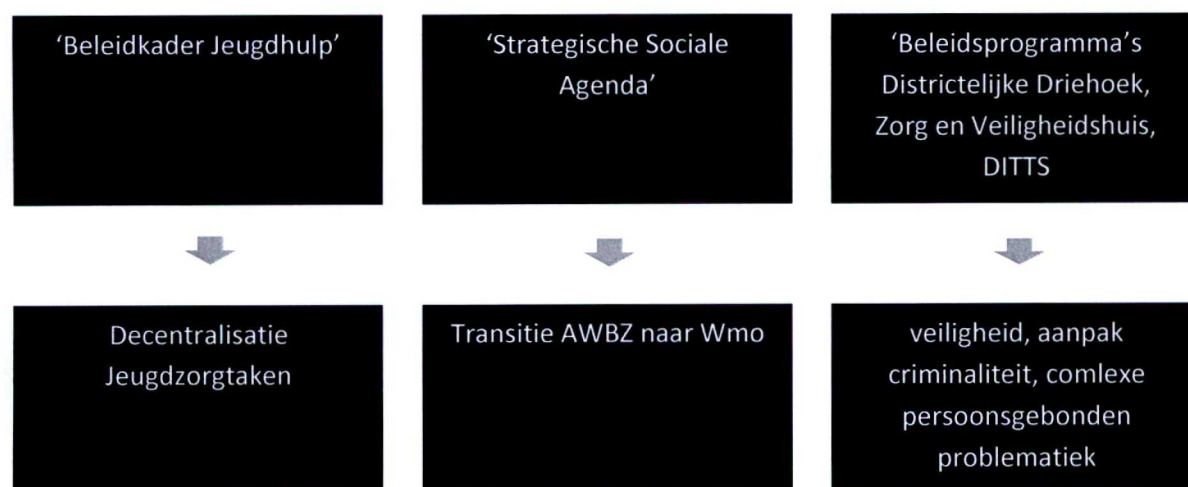 'Beleidkader Jeugdhulp'
'Strategische Sociale
Agenda'
'Beleidsprogramma's
Districtelijke Driehoek,
Zorg en Veiligheidshuis,
DITTS
Decentralisatie
Jeugdzorgtaken
Transitie AWBZ naar Wmo
veiligheid, aanpak
criminaliteit, comlexe
persoonsgebonden
problematiek